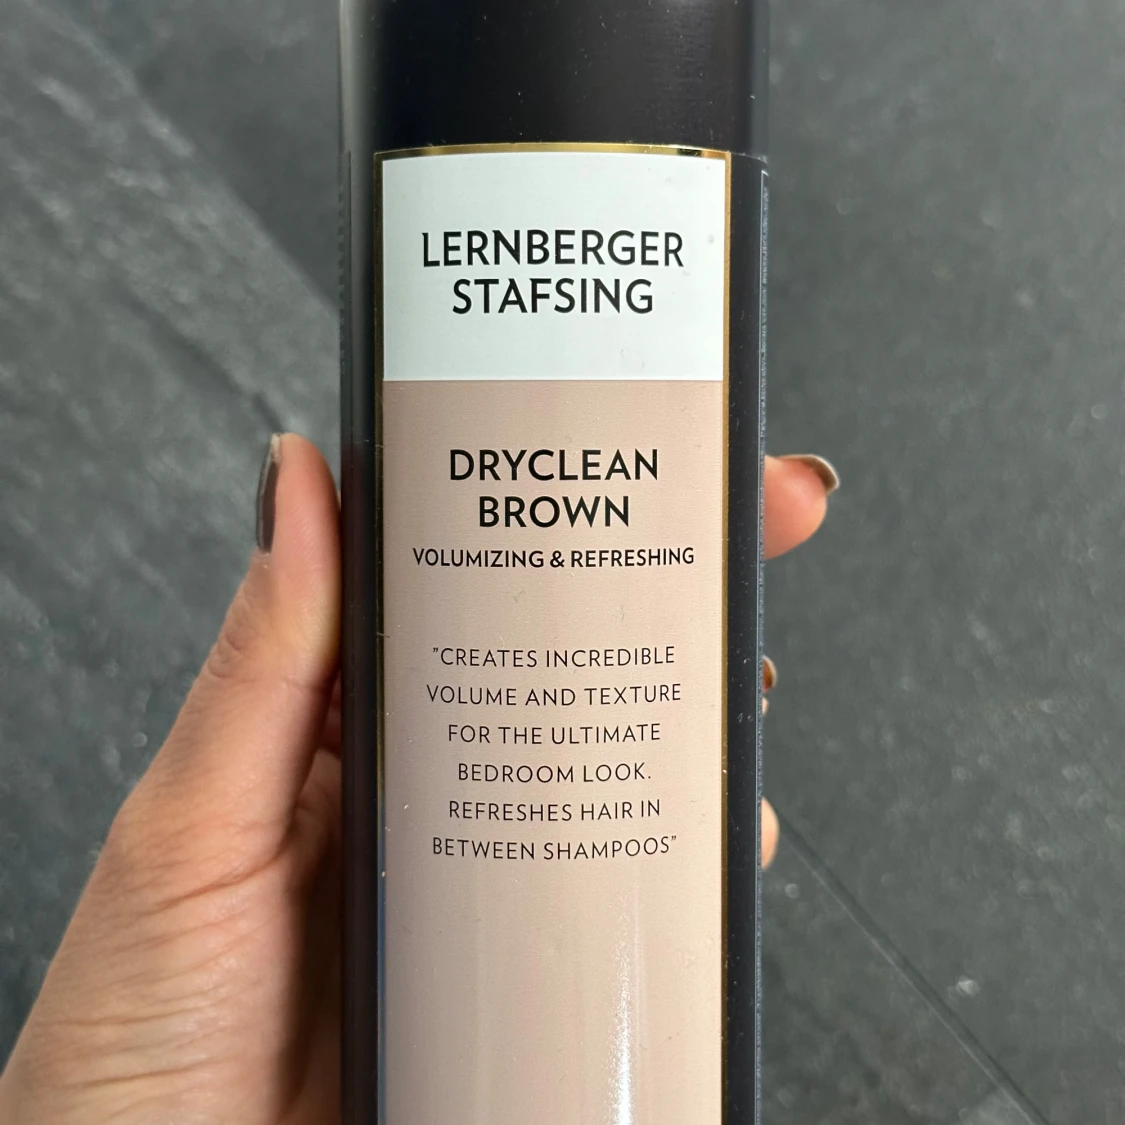 LERNBERGER
STAFSING
DRYCLEAN
BROWN
VOLUMIZING & REFRESHING
"CREATES INCREDIBLE
VOLUME AND TEXTURE
FOR THE ULTIMATE
BEDROOM LOOK.
REFRESHES HAIR IN
BETWEEN SHAMPOOS"